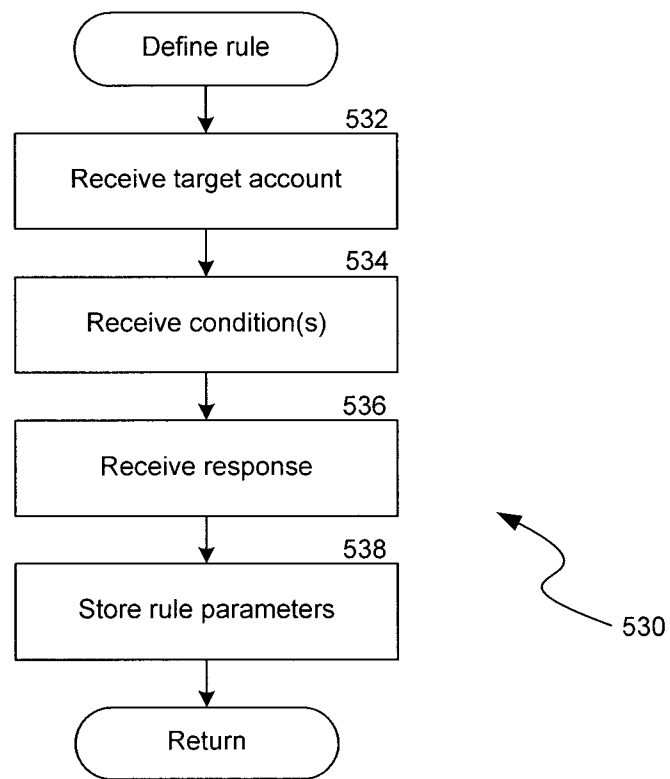 Define rule
532
Receive target account
534
Receive condition(s)
536
Receive response
538
Store rule parameters
530
Return